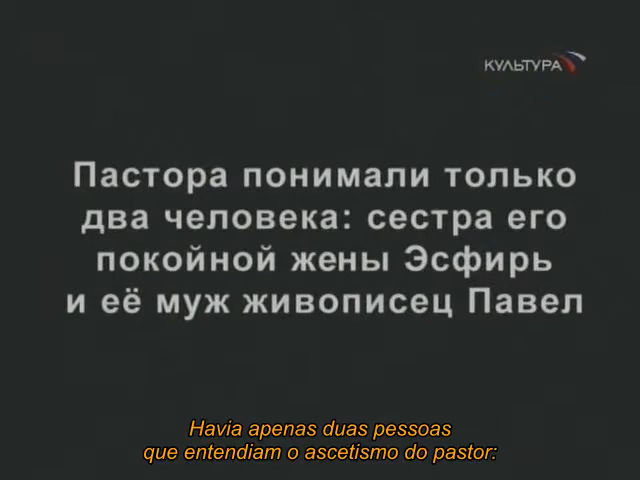 КУЛЬТУРА
Пастора понимали только
два человека: сестра его
покойной жены Эсфирь
и её муж живописец Павел
Havia apenas duas pessoas
que entendiam o ascetismo do pastor: